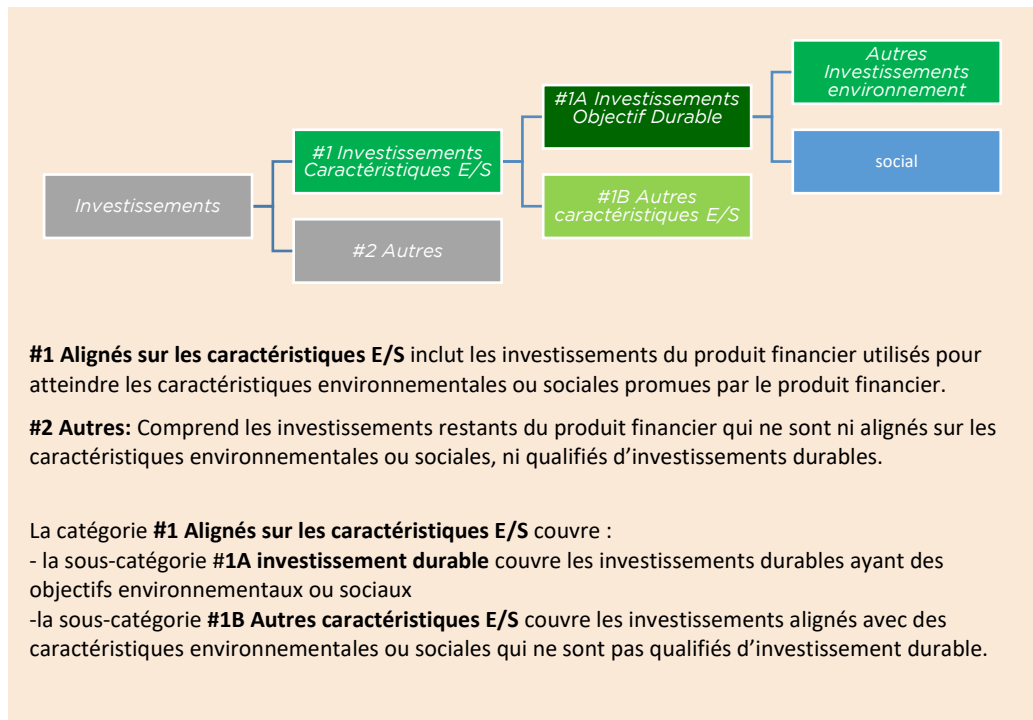 Autres
Investissements
environnement
#1A Investissements
Objectif Durable
#1 Investissements
Caractéristiques E/S
social
Investissements
#1B Autres
caractéristiques E/S
#2 Autres
#1 Alignés sur les caractéristiques E/S inclut les investissements du produit financier utilisés pour
atteindre les caractéristiques environnementales ou sociales promues par le produit financier.
#2 Autres: Comprend les investissements restants du produit financier qui ne sont ni alignés sur les
caractéristiques environnementales ou sociales, ni qualifiés d’investissements durables.
La catégorie #1 Alignés sur les caractéristiques E/S couvre :
- la sous-catégorie #1A investissement durable couvre les investissements durables ayant des
objectifs environnementaux ou sociaux
-la sous-catégorie #1B Autres caractéristiques E/S couvre les investissements alignés avec des
caractéristiques environnementales ou sociales qui ne sont pas qualifiés d’investissement durable.